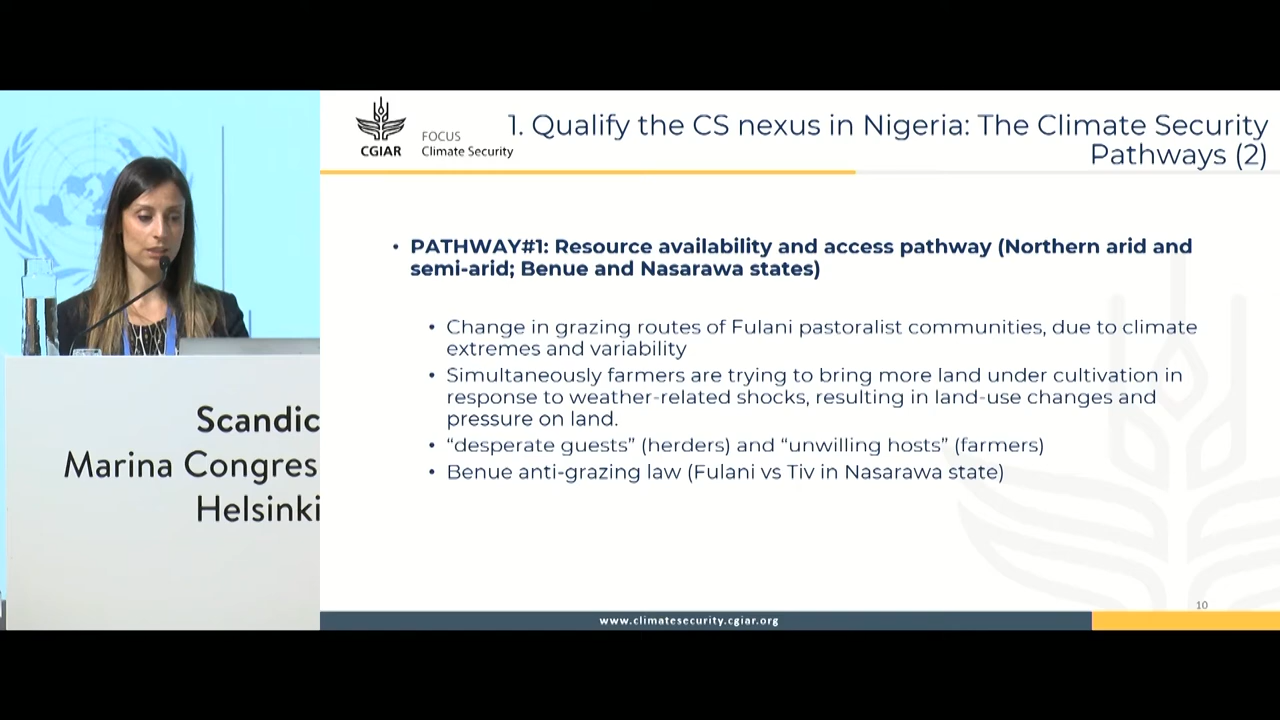 CGIAR
FOCUS
Climate Security
1. Qualify the CS nexus in Nigeria: The Climate Security
Pathways (2)
• PATHWAY#1: Resource availability and access pathway (Northern arid and
semi-arid; Benue and Nasarawa states)
• Change in grazing routes of Fulani pastoralist communities, due to climate
extremes and variability
• Simultaneously farmers are trying to bring more land under cultivation in
response to weather-related shocks, resulting in land-use changes and
pressure on land.
• “desperate guests” (herders) and “unwilling hosts” (farmers)
• Benue anti-grazing law (Fulani vs Tiv in Nasarawa state)
10
www.climatesecurity.cgiar.org
Scandic
Marina Congres
Helsinki